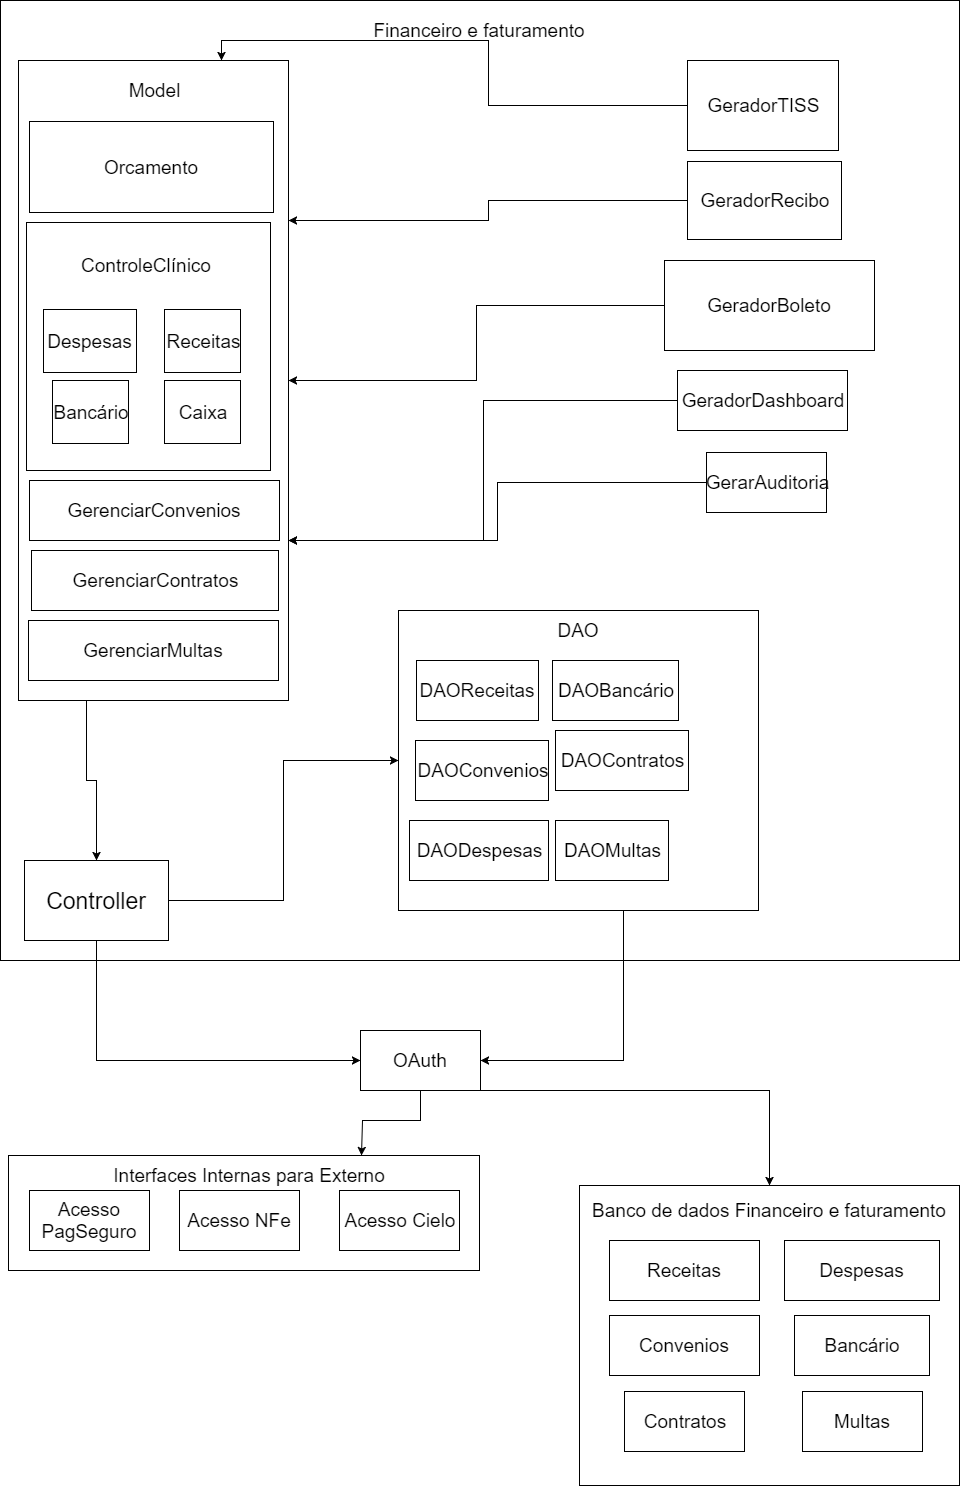 Financeiro e faturamento
Model
Orcamento
ControleClínico
Despesas
Receitas
Bancário
Caixa
GerenciarConvenios
GerenciarContratos
GerenciarMultas
GeradorTISS
GeradorRecibo
GeradorBoleto
GeradorDashboard
GerarAuditoria
DAO
DAOReceitas
DAOBancário
DAOConvenios
DAOContratos
DAODespesas
DAOMultas
Controller
OAuth
Interfaces Internas para Externo
Acesso
PagSeguro
Acesso NFe
Acesso Cielo
Banco de dados Financeiro e faturamento
Receitas
Despesas
Convenios
Bancário
Contratos
Multas